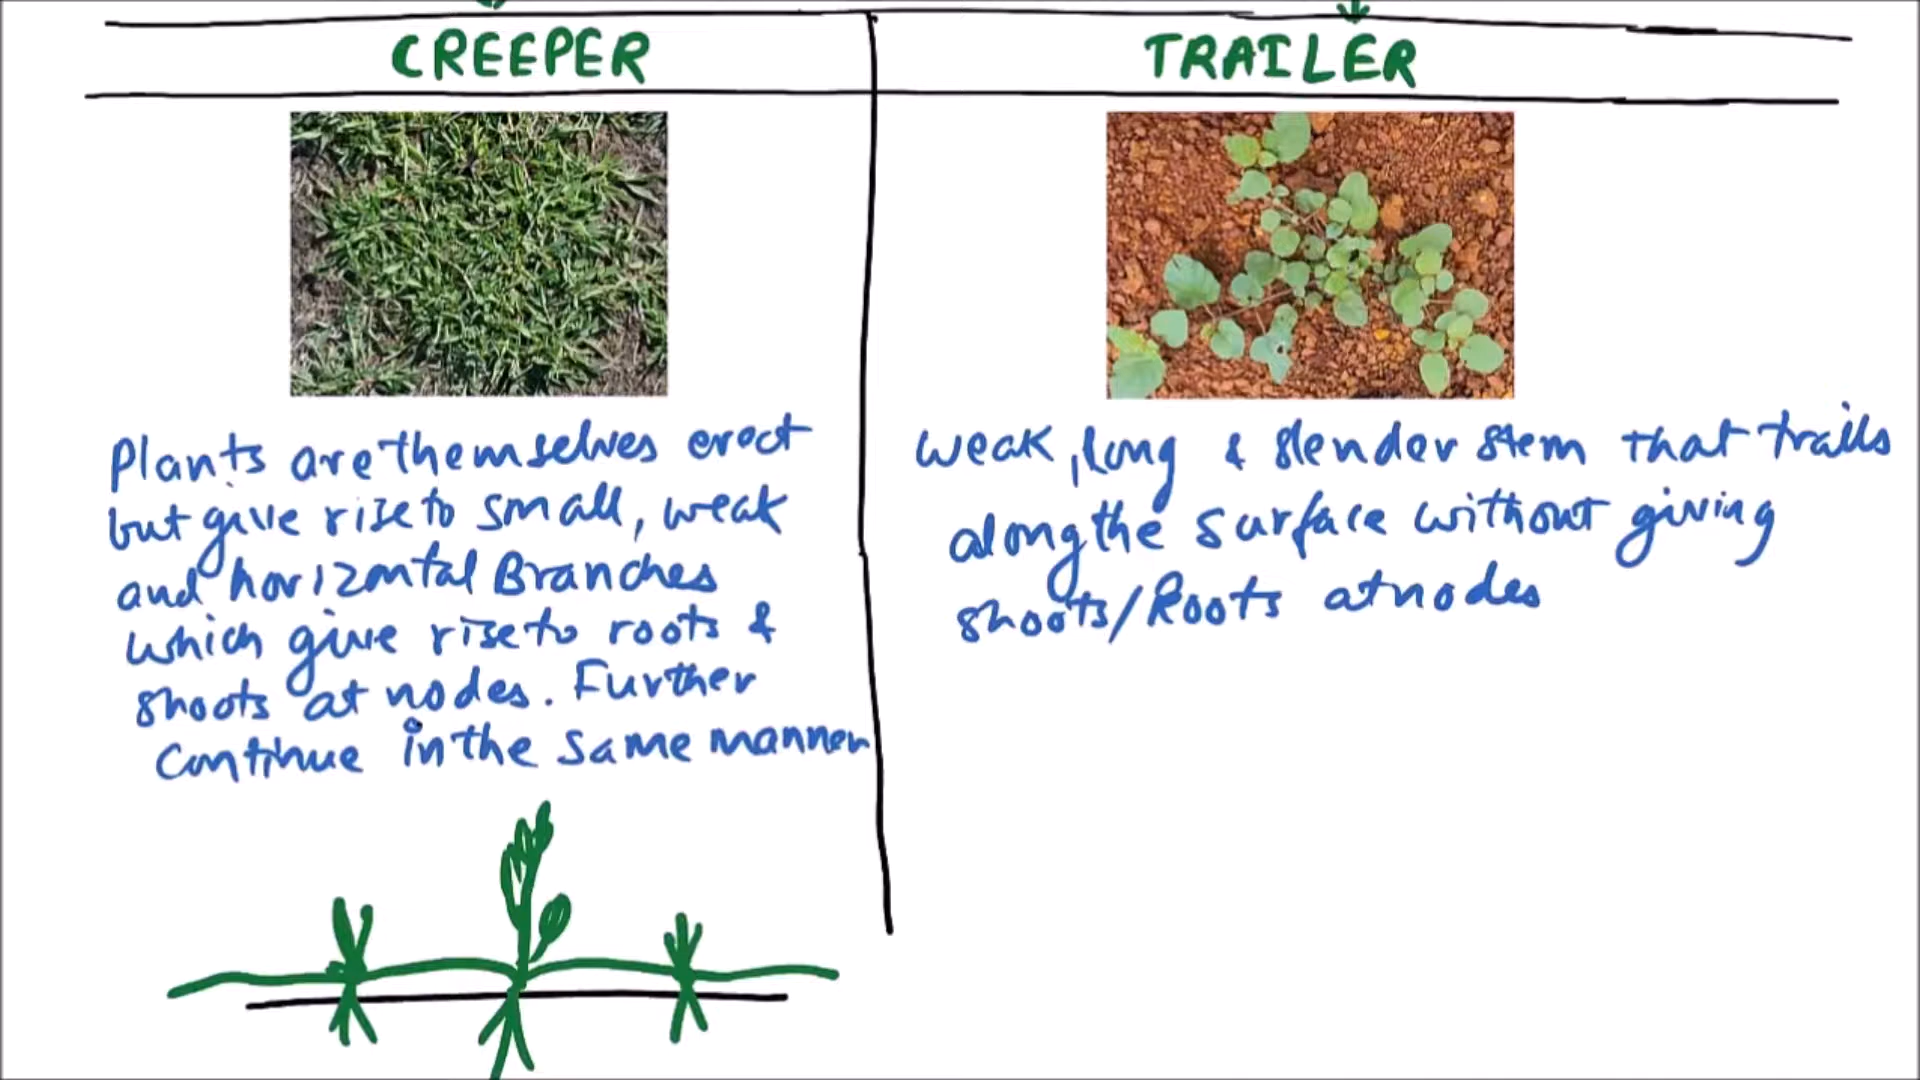 CREEPER
Plants are themselves erect
but give rise to small, weak
and horizontal Branches
which give rise to roots &
shoots at nodes. Further
continue in the same manner
TRAILER
weak, long & slender stem that trails
along the surface without giving
shoots/Roots at nodes